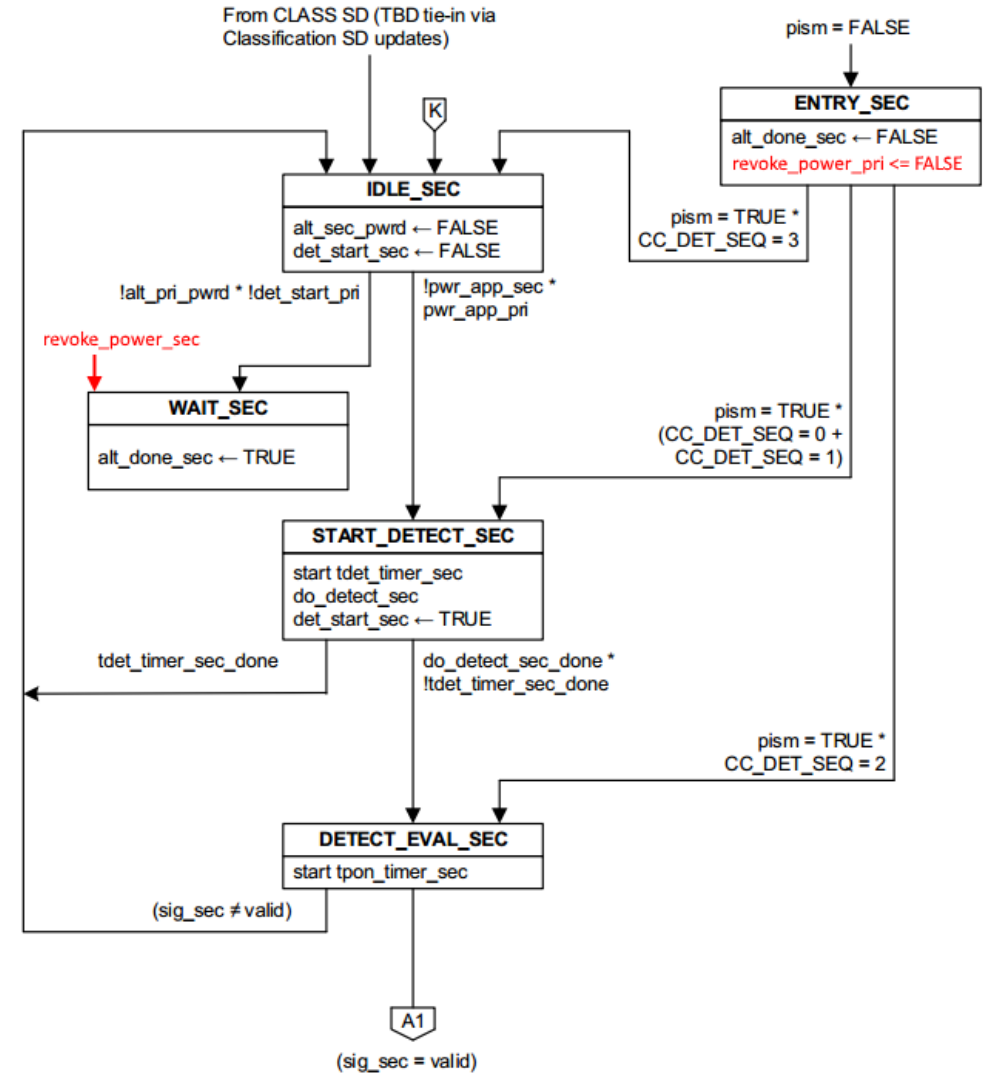 From CLASS SD (TBD tie-in via
Classification SD updates)
pism = FALSE
K
ENTRY_SEC
alt_done_sec ← FALSE
revoke_power_pri <= FALSE
IDLE_SEC
alt_sec_pwrd ← FALSE
det_start_sec ← FALSE
pism = TRUE *
CC_DET_SEQ = 3
!alt_pri_pwrd * !det_start_pri
!pwr_app_sec *
pwr_app_pri
revoke_power_sec
WAIT_SEC
alt_done_sec ← TRUE
pism = TRUE *
(CC_DET_SEQ = 0 +
CC_DET_SEQ = 1)
START_DETECT_SEC
start tdet_timer_sec
do_detect_sec
det_start_sec ← TRUE
tdet_timer_sec_done
do_detect_sec_done *
!tdet_timer_sec_done
pism = TRUE *
CC_DET_SEQ = 2
DETECT_EVAL_SEC
start tpon_timer_sec
(sig_sec ≠ valid)
A1
(sig_sec = valid)